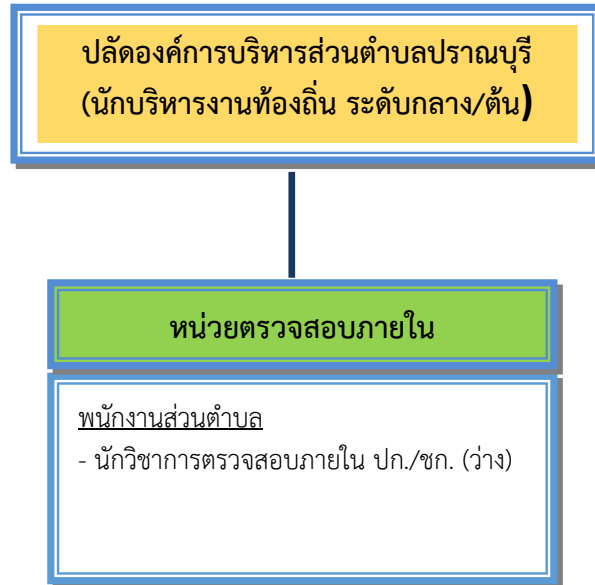 ปลัดองค์การบริหารส่วนตำบลปราณบุรี
(นักบริหารงานท้องถิ่น ระดับกลาง/ต้น)
หน่วยตรวจสอบภายใน
พนักงานส่วนตำบล
- นักวิชาการตรวจสอบภายใน ปก./ชก. (ว่าง)